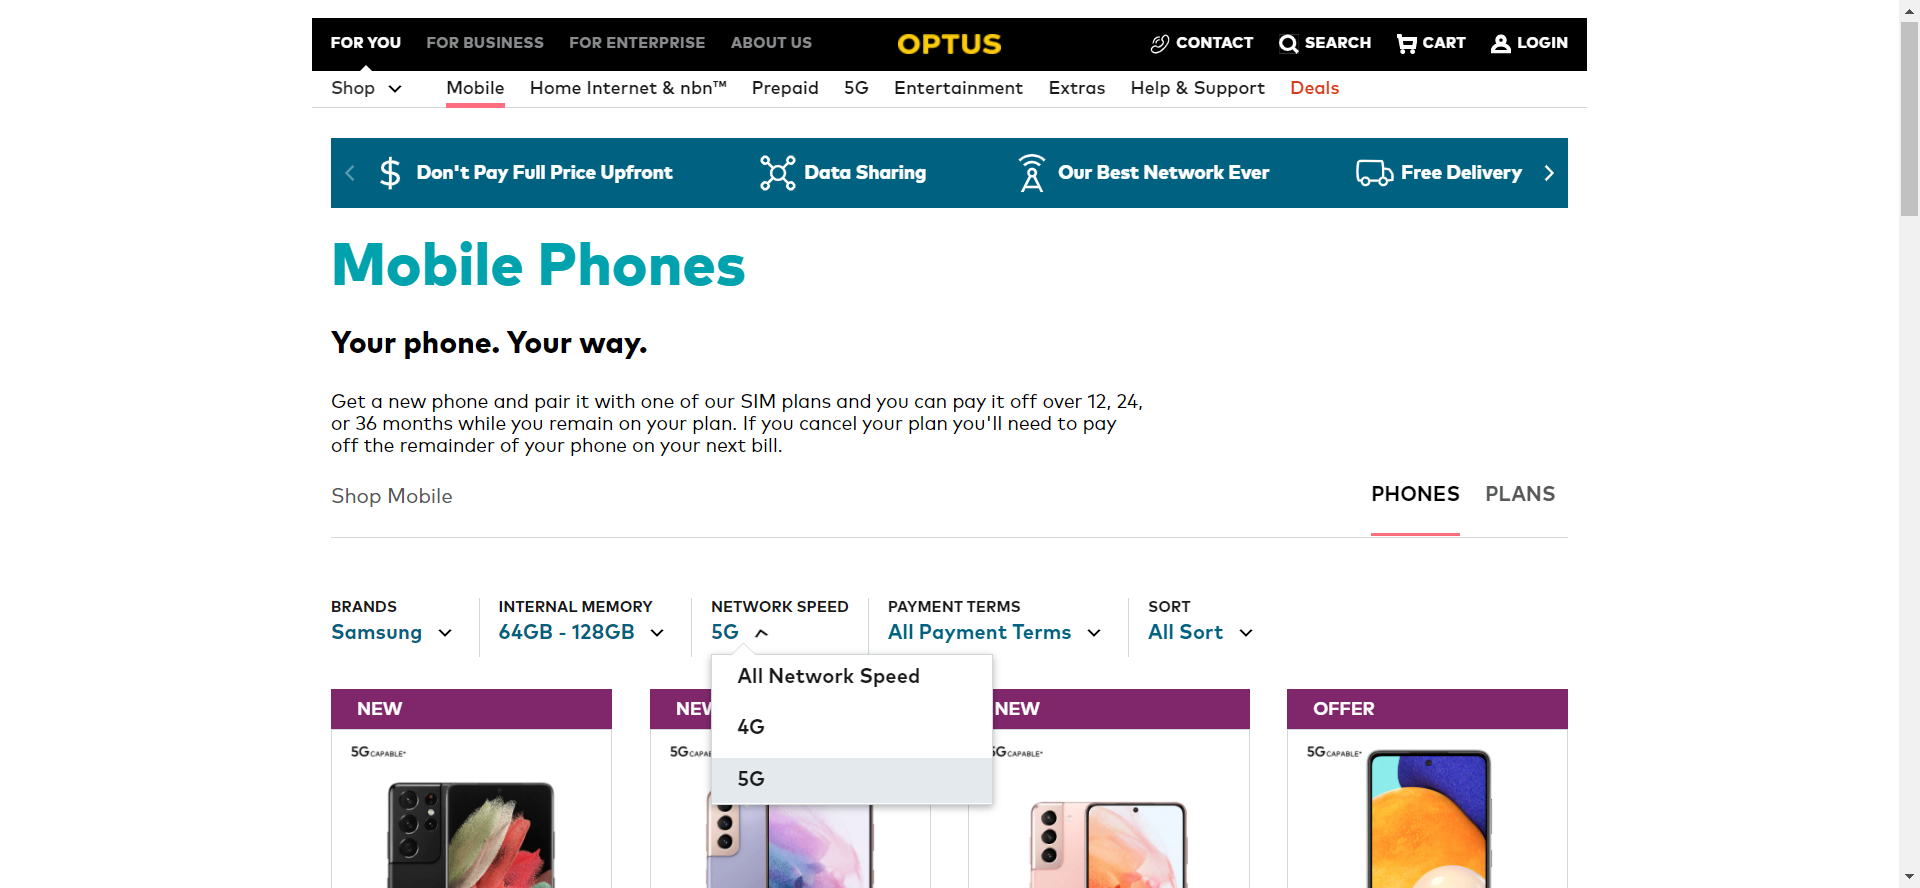 FOR YOU FOR BUSINESS FOR ENTERPRISE ABOUT US OPTUS CONTACT SEARCH CART LOGIN
Shop Mobile Home Internet & nbn™ Prepaid 5G Entertainment Extras Help & Support Deals
$ Don't Pay Full Price Upfront Data Sharing Our Best Network Ever Free Delivery
Mobile Phones
Your phone. Your way.
Get a new phone and pair it with one of our SIM plans and you can pay it off over 12, 24,
or 36 months while you remain on your plan. If you cancel your plan you'll need to pay
off the remainder of your phone on your next bill.
Shop Mobile PHONES PLANS
BRANDS INTERNAL MEMORY NETWORK SPEED PAYMENT TERMS SORT
Samsung 64GB - 128GB 5G All Payment Terms All Sort
All Network Speed
4G
5G
NEW NEW NEW OFFER
5G CAPABLE* 5G 5G CAPABLE* 5G CAPABLE*